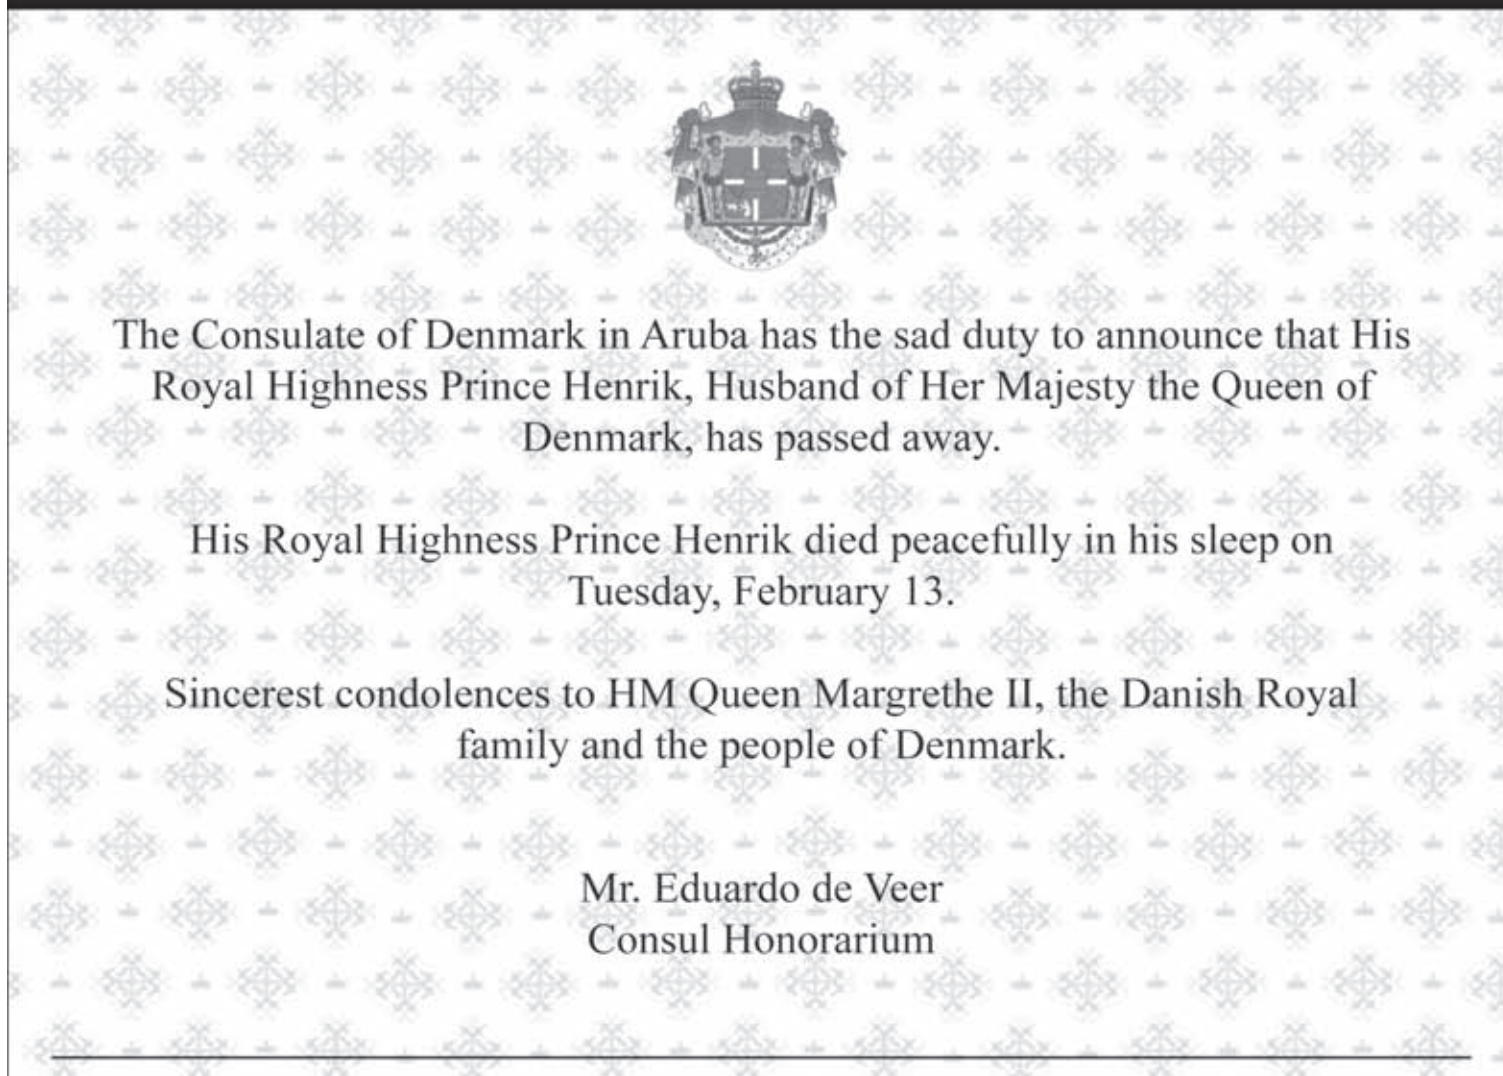 The Consulate of Denmark in Aruba has the sad duty to announce that His
Royal Highness Prince Henrik, Husband of Her Majesty the Queen of
Denmark, has passed away.
His Royal Highness Prince Henrik died peacefully in his sleep on
Tuesday, February 13.
Sincerest condolences to HM Queen Margrethe II, the Danish Royal
family and the people of Denmark.
Mr. Eduardo de Veer
Consul Honorarium